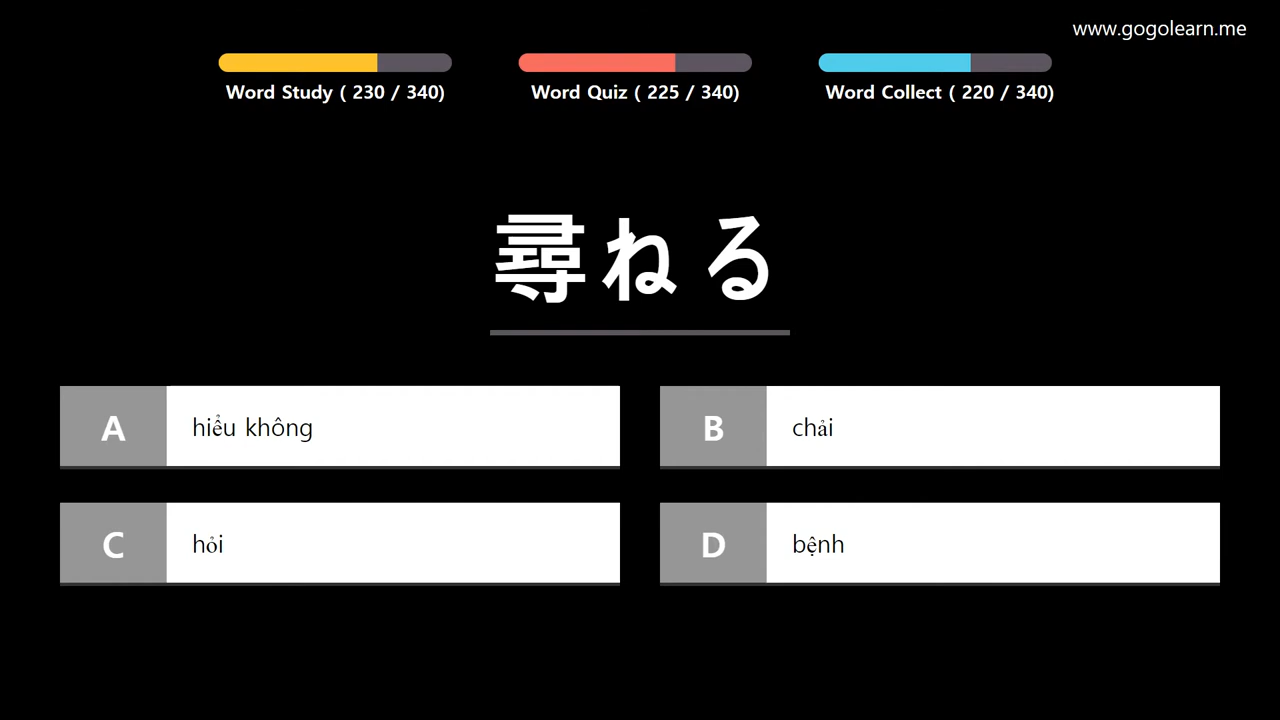 www.gogolearn.me
Word Study ( 230 / 340)
Word Quiz ( 225 / 340)
Word Collect ( 220 / 340)
尋ねる
A hiểu không
B chải
C hỏi
D bệnh